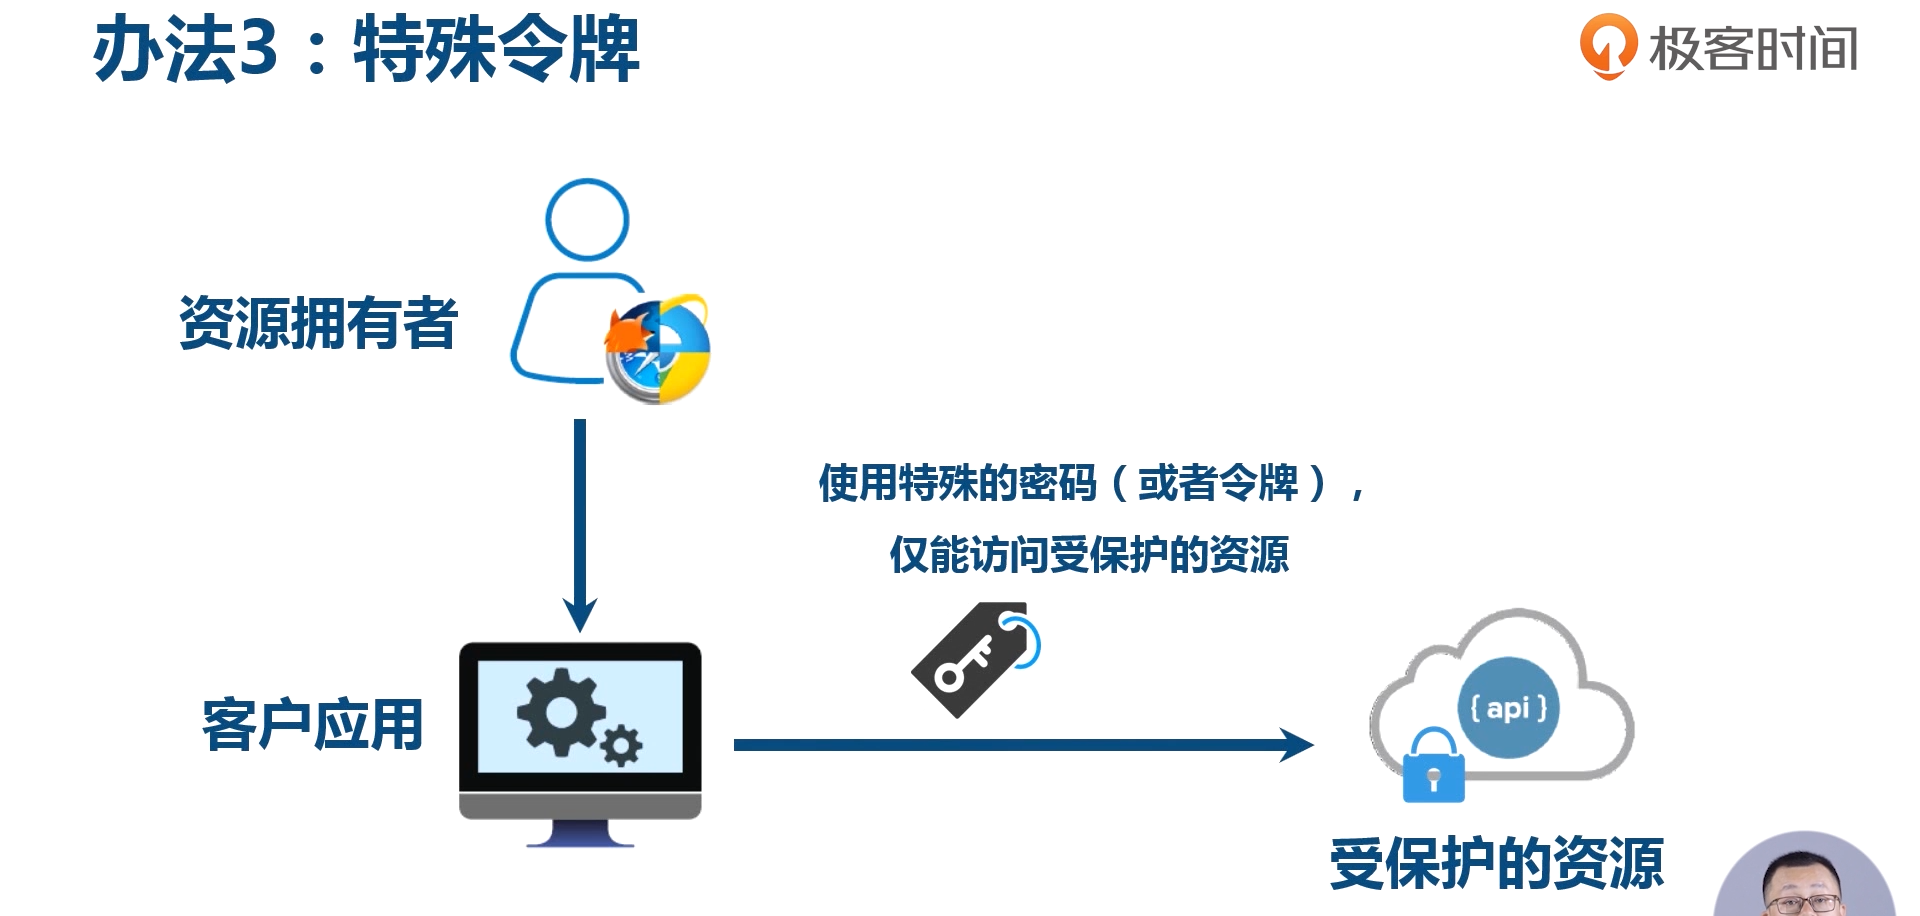 办法3：特殊令牌
极客时间
资源拥有者
使用特殊的密码（或者令牌），
仅能访问受保护的资源
客户应用
{ api }
受保护的资源